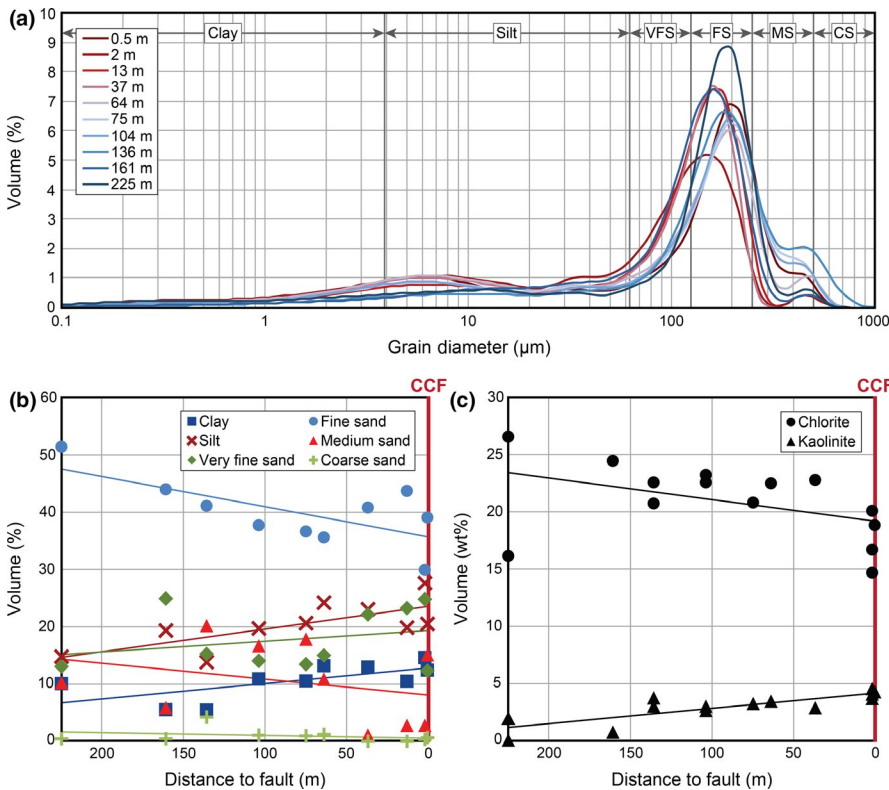 (a)
10
9
8
7
6
5
4
3
2
1
0
Volume (%)
Clay
Silt
VFS
FS
MS
CS
0.5 m
2 m
13 m
37 m
64 m
75 m
104 m
136 m
161 m
225 m
0.1
1
10
100
1000
Grain diameter (µm)
(b)
CCF
60
50
40
30
20
10
0
Volume (%)
Clay
Silt
Very fine sand
Fine sand
Medium sand
Coarse sand
200
150
100
50
0
Distance to fault (m)
(c)
CCF
30
25
20
15
10
5
0
Volume (wt%)
Chlorite
Kaolinite
200
150
100
50
0
Distance to fault (m)